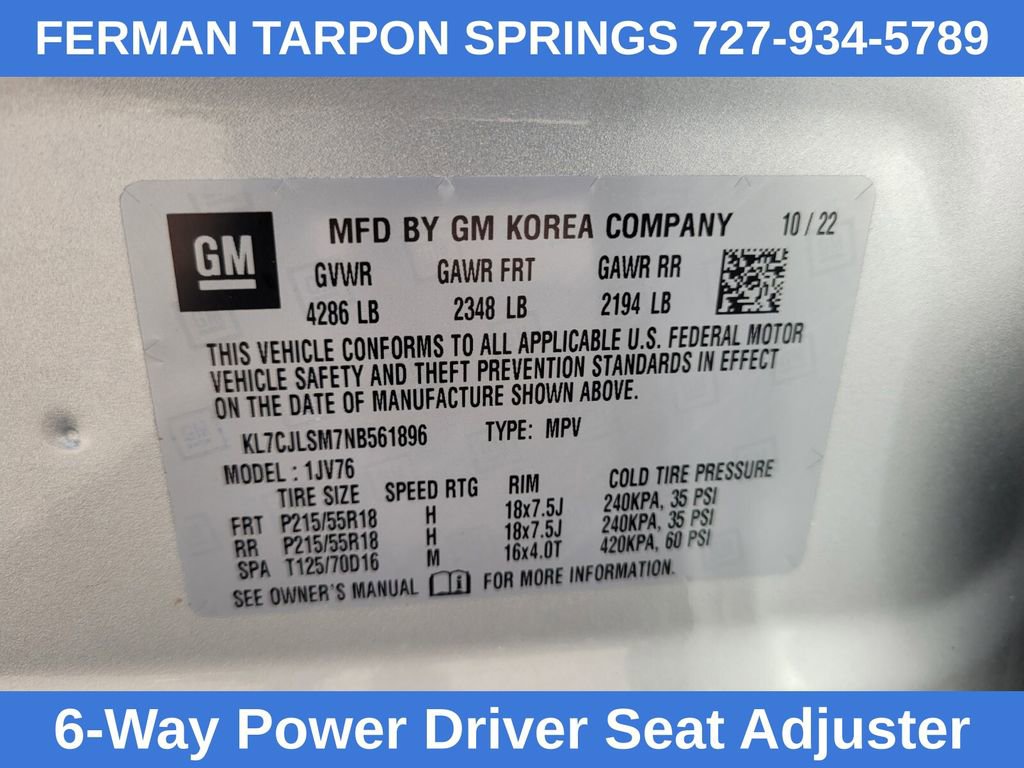 FERMAN TARPON SPRINGS 727-934-5789
GM
MFD BY GM KOREA COMPANY 10/22
GVWR GAWR FRT GAWR RR
4286 LB 2348 LB 2194 LB
THIS VEHICLE CONFORMS TO ALL APPLICABLE U.S. FEDERAL MOTOR
VEHICLE SAFETY AND THEFT PREVENTION STANDARDS IN EFFECT
ON THE DATE OF MANUFACTURE SHOWN ABOVE.
KL7CJLSM7NB561896 TYPE: MPV
MODEL : 1JV76
TIRE SIZE SPEED RTG RIM COLD TIRE PRESSURE
FRT P215/55R18 H 18x7.5J 240KPA, 35 PSI
RR P215/55R18 H 18x7.5J 240KPA, 35 PSI
SPA T125/70D16 M 16x4.0T 420KPA, 60 PSI
SEE OWNER'S MANUAL FOR MORE INFORMATION.
6-Way Power Driver Seat Adjuster